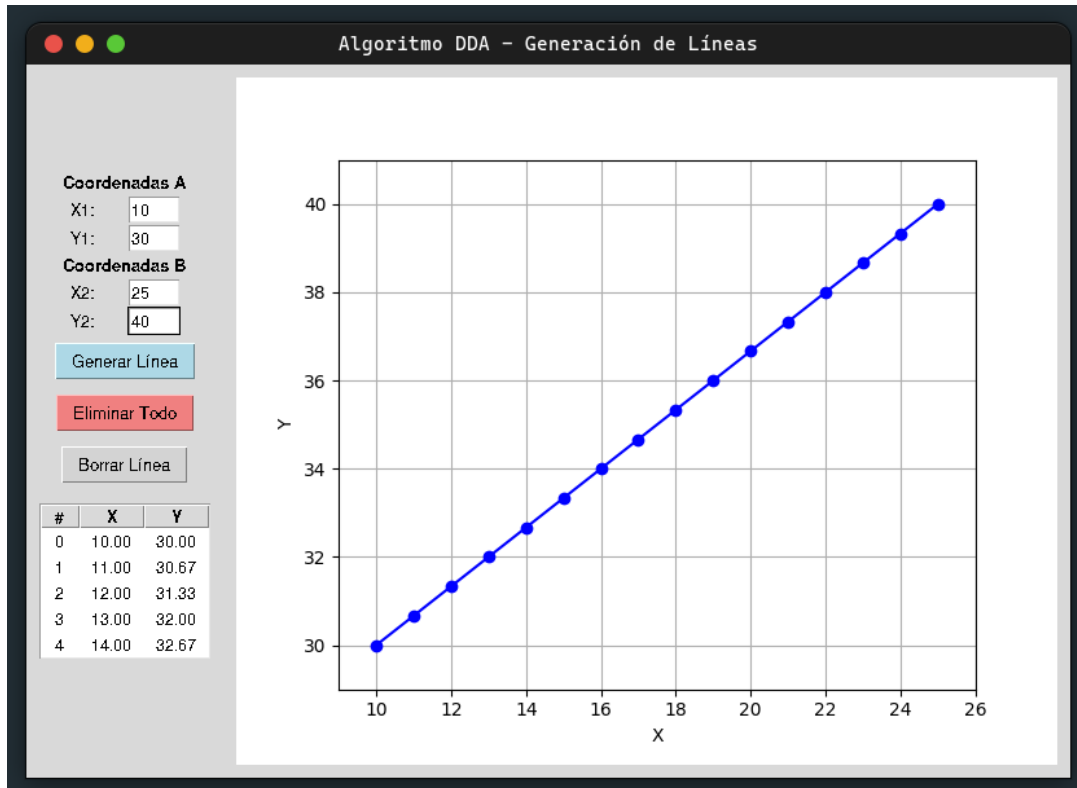 Algoritmo DDA – Generación de Líneas
Coordenadas A
X1: 10
Y1: 30
Coordenadas B
X2: 25
Y2: 40
Generar Línea
Eliminar Todo
Borrar Línea
# X Y
0 10.00 30.00
1 11.00 30.67
2 12.00 31.33
3 13.00 32.00
4 14.00 32.67
40
38
36
34
32
30
Y
10 12 14 16 18 20 22 24 26
X